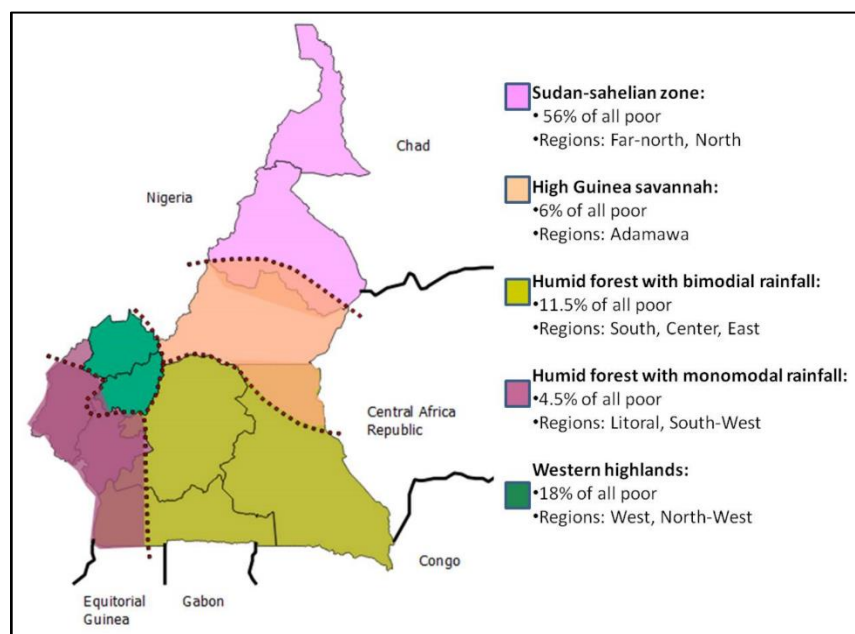 Sudan-sahelian zone:
• 56% of all poor
•Regions: Far-north, North
Chad
Nigeria
High Guinea savannah:
•6% of all poor
•Regions: Adamawa
Humid forest with bimodial rainfall:
•11.5% of all poor
•Regions: South, Center, East
Humid forest with monomodal rainfall:
•4.5% of all poor
•Regions: Litoral, South-West
Central Africa
Republic
Western highlands:
•18% of all poor
•Regions: West, North-West
Congo
Equitorial
Guinea
Gabon